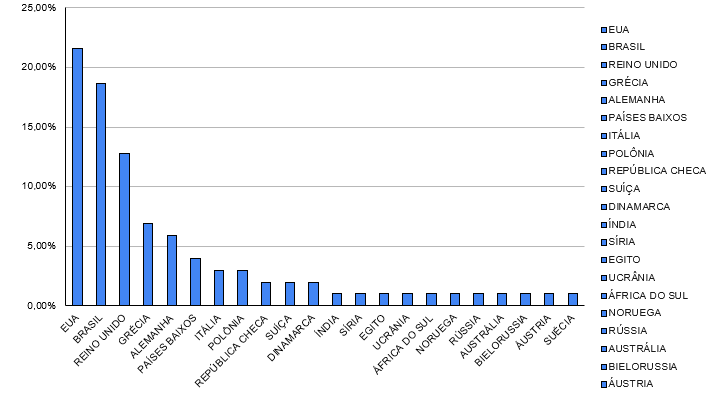 25,00%
20,00%
15,00%
10,00%
5,00%
0,00%
EUA
BRASIL
REINO UNIDO
GRÉCIA
ALEMANHA
PAÍSES BAIXOS
ITÁLIA
POLÔNIA
REPÚBLICA CHECA
SUÍÇA
DINAMARCA
ÍNDIA
SÍRIA
EGITO
UCRÂNIA
ÁFRICA DO SUL
NORUEGA
RÚSSIA
AUSTRÁLIA
BIELORUSSIA
ÁUSTRIA
SUÉCIA
EUA
BRASIL
REINO UNIDO
GRÉCIA
ALEMANHA
PAÍSES BAIXOS
ITÁLIA
POLÔNIA
REPÚBLICA CHECA
SUÍÇA
DINAMARCA
ÍNDIA
SÍRIA
EGITO
UCRÂNIA
ÁFRICA DO SUL
NORUEGA
RÚSSIA
AUSTRÁLIA
BIELORUSSIA
ÁUSTRIA